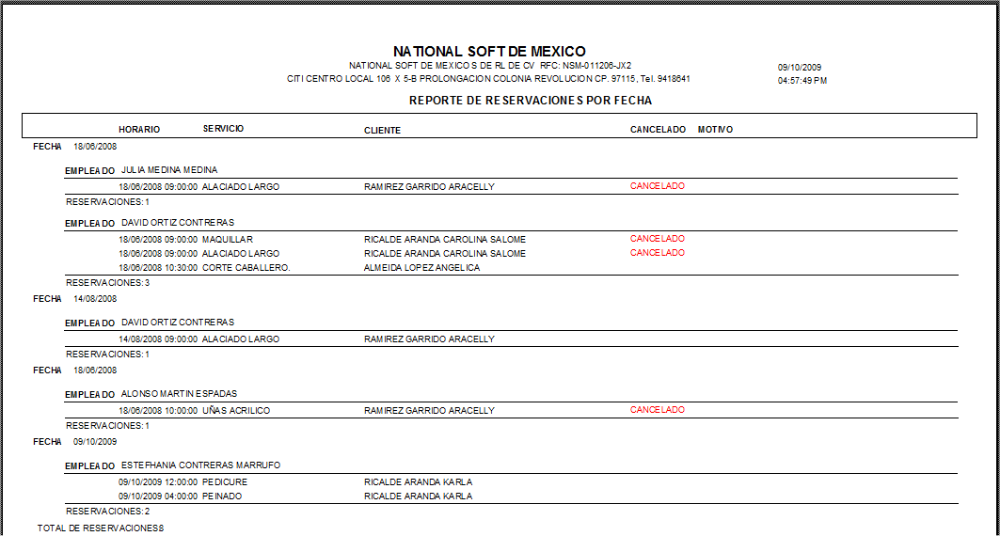 NATIONAL SOFT DE MEXICO
NATIONAL SOFT DE MEXICO S DE RL DE CV RFC: NSM-011206-JX2 09/10/2009
CITI CENTRO LOCAL 106 X 5-B PROLONGACION COLONIA REVOLUCION CP. 97115, Tel. 9418641 04:57:49 PM
REPORTE DE RESERVACIONES POR FECHA
HORARIO SERVICIO CLIENTE CANCELADO MOTIVO
FECHA 18/06/2008
EMPLEADO JULIA MEDINA MEDINA
18/06/2008 09:00:00 ALACIADO LARGO RAMIREZ GARRIDO ARACELLY CANCELADO
RESERVACIONES: 1
EMPLEADO DAVID ORTIZ CONTRERAS
18/06/2008 09:00:00 MAQUILLAR RICALDE ARANDA CAROLINA SALOME CANCELADO
18/06/2008 09:00:00 ALACIADO LARGO RICALDE ARANDA CAROLINA SALOME CANCELADO
18/06/2008 10:30:00 CORTE CABALLERO. ALMEIDA LOPEZ ANGELICA
RESERVACIONES: 3
FECHA 14/08/2008
EMPLEADO DAVID ORTIZ CONTRERAS
14/08/2008 09:00:00 ALACIADO LARGO RAMIREZ GARRIDO ARACELLY
RESERVACIONES: 1
FECHA 18/06/2008
EMPLEADO ALONSO MARTIN ESPADAS
18/06/2008 10:00:00 UÑAS ACRILICO RAMIREZ GARRIDO ARACELLY CANCELADO
RESERVACIONES: 1
FECHA 09/10/2009
EMPLEADO ESTEFHANIA CONTRERAS MARRUFO
09/10/2009 12:00:00 PEDICURE RICALDE ARANDA KARLA
09/10/2009 04:00:00 PEINADO RICALDE ARANDA KARLA
RESERVACIONES: 2
TOTAL DE RESERVACIONES 8